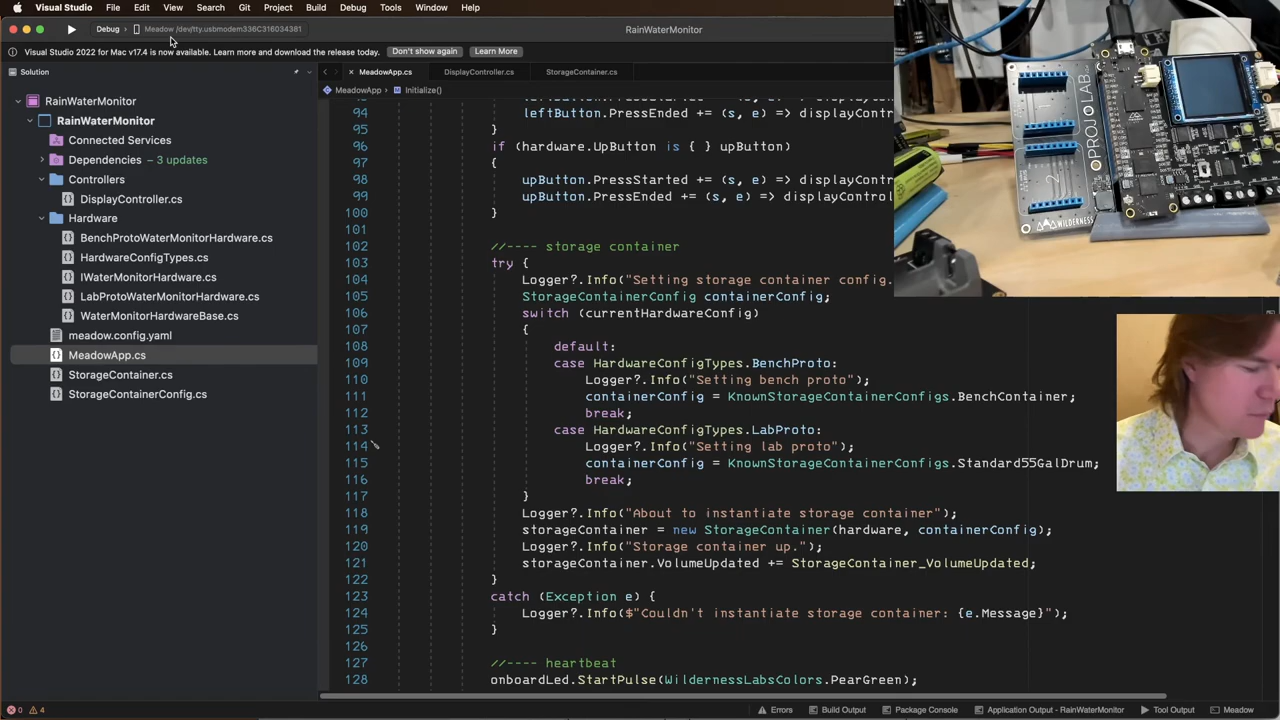 Visual Studio File Edit View Search Git Project Build Debug Tools Window Help
Debug Meadow /dev/tty.usbmodem336C316034381 RainWaterMonitor
Visual Studio 2022 for Mac v17.4 is now available. Learn more and download the release today. Don't show again Learn More
Solution
MeadowApp.cs DisplayController.cs StorageContainer.cs
MeadowApp Initialize()
RainWaterMonitor
RainWaterMonitor
Connected Services
Dependencies – 3 updates
Controllers
DisplayController.cs
Hardware
BenchProtoWaterMonitorHardware.cs
HardwareConfigTypes.cs
IWaterMonitorHardware.cs
LabProtoWaterMonitorHardware.cs
WaterMonitorHardwareBase.cs
meadow.config.yaml
MeadowApp.cs
StorageContainer.cs
StorageContainerConfig.cs
94 leftButton.PressEnded += (s, e) => displayCont
95 }
96 if (hardware.UpButton is { } upButton)
97 {
98 upButton.PressStarted += (s, e) => displayCont
99 upButton.PressEnded += (s, e) => displayContro
100 }
101
102 //---- storage container
103 try {
104 Logger?.Info("Setting storage container config.
105 StorageContainerConfig containerConfig;
106 switch (currentHardwareConfig)
107 {
108 default:
109 case HardwareConfigTypes.BenchProto:
110 Logger?.Info("Setting bench proto");
111 containerConfig = KnownStorageContainerConfigs.BenchContainer;
112 break;
113 case HardwareConfigTypes.LabProto:
114 Logger?.Info("Setting lab proto");
115 containerConfig = KnownStorageContainerConfigs.Standard55GalDrum;
116 break;
117 }
118 Logger?.Info("About to instantiate storage container");
119 storageContainer = new StorageContainer(hardware, containerConfig);
120 Logger?.Info("Storage container up.");
121 storageContainer.VolumeUpdated += StorageContainer_VolumeUpdated;
122 }
123 catch (Exception e) {
124 Logger?.Info($"Couldn't instantiate storage container: {e.Message}");
125 }
126
127 //---- heartbeat
128 onboardLed.StartPulse(WildernessLabsColors.PearGreen);
0 4 Errors Build Output Package Console Application Output - RainWaterMonitor Tool Output Meadow
PROJ LAB
1
2
WILDERNESS